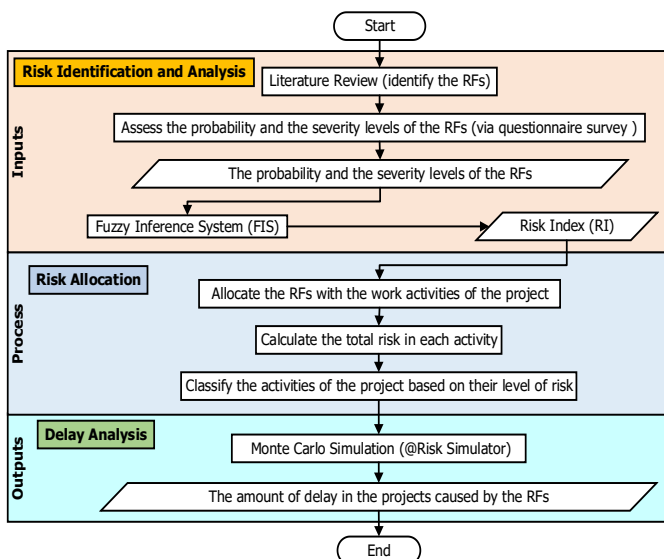 Start
Risk Identification and Analysis
Inputs
Literature Review (identify the RFs)
Assess the probability and the severity levels of the RFs (via questionnaire survey )
The probability and the severity levels of the RFs
Fuzzy Inference System (FIS)
Risk Index (RI)
Risk Allocation
Process
Allocate the RFs with the work activities of the project
Calculate the total risk in each activity
Classify the activities of the project based on their level of risk
Delay Analysis
Outputs
Monte Carlo Simulation (@Risk Simulator)
The amount of delay in the projects caused by the RFs
End